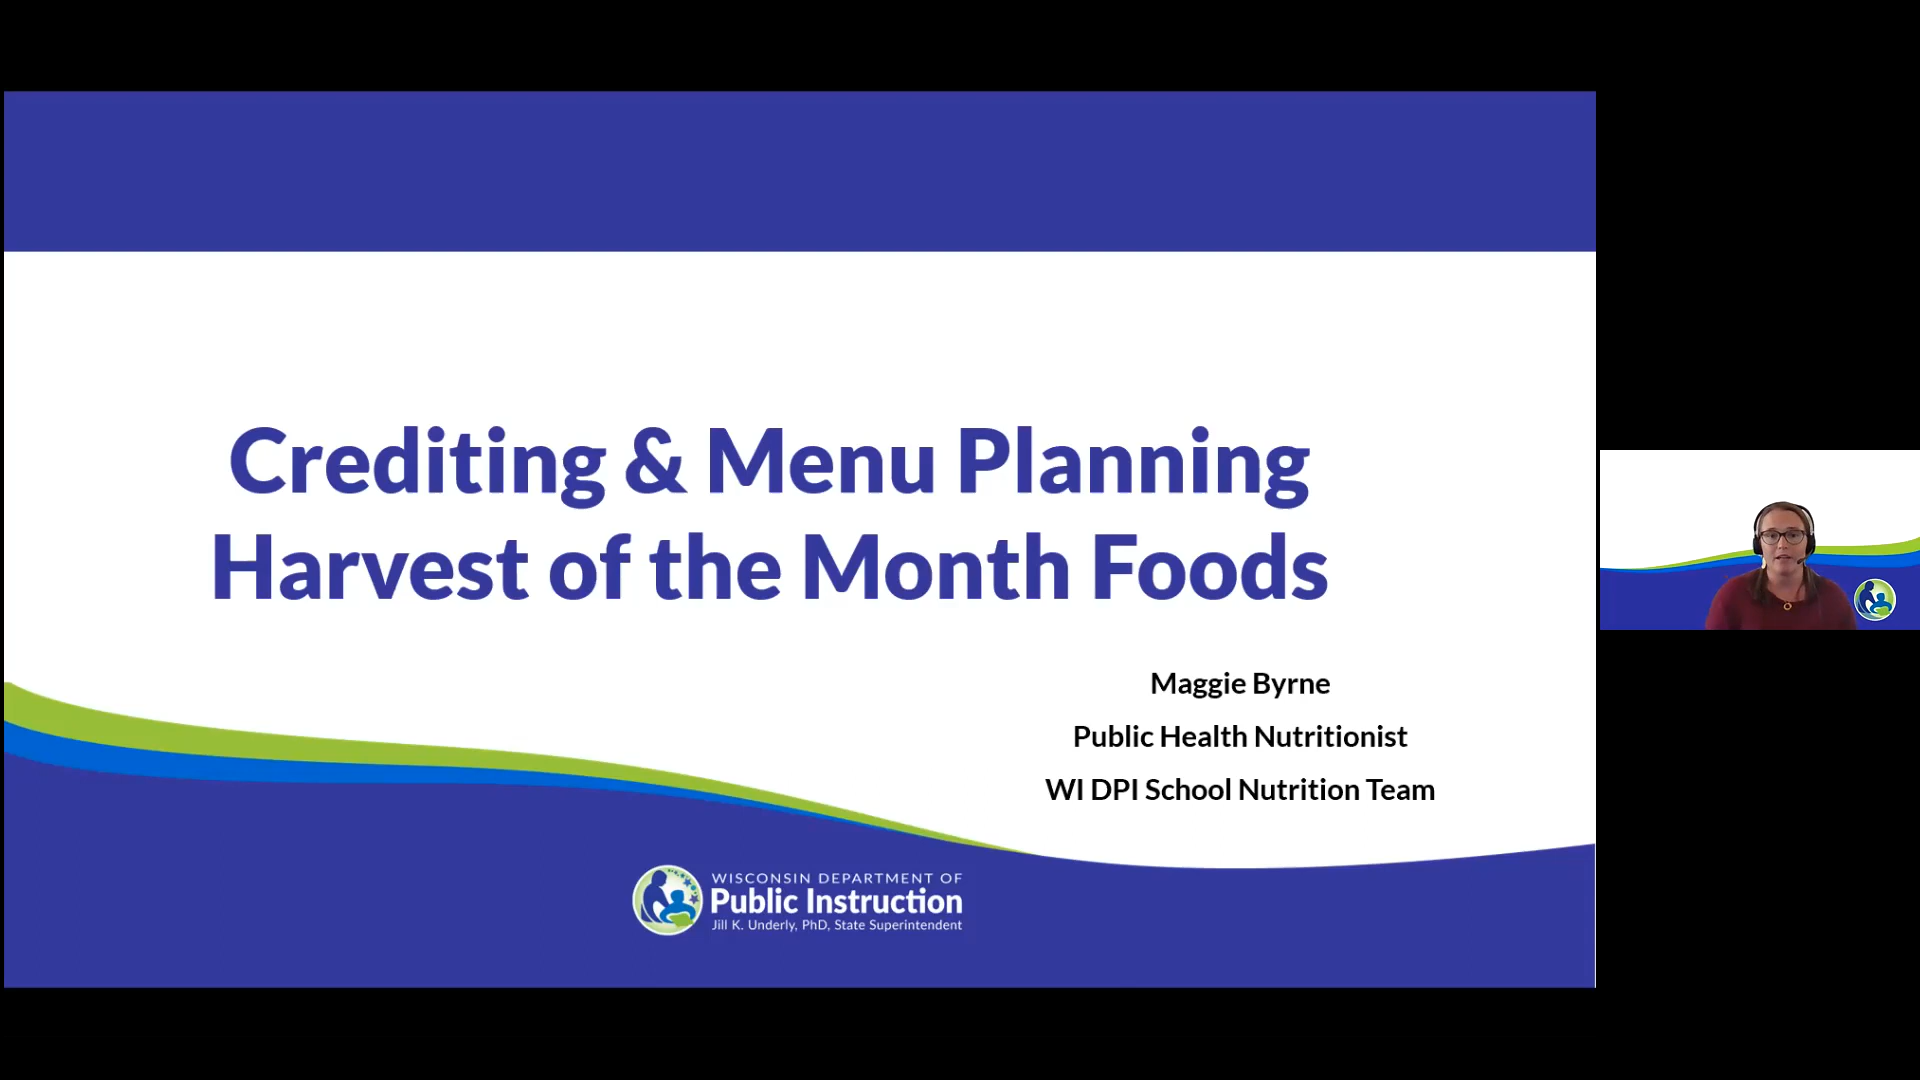 Crediting & Menu Planning
Harvest of the Month Foods
Maggie Byrne
Public Health Nutritionist
WI DPI School Nutrition Team
WISCONSIN DEPARTMENT OF
Public Instruction
Jill K. Underly, PhD, State Superintendent